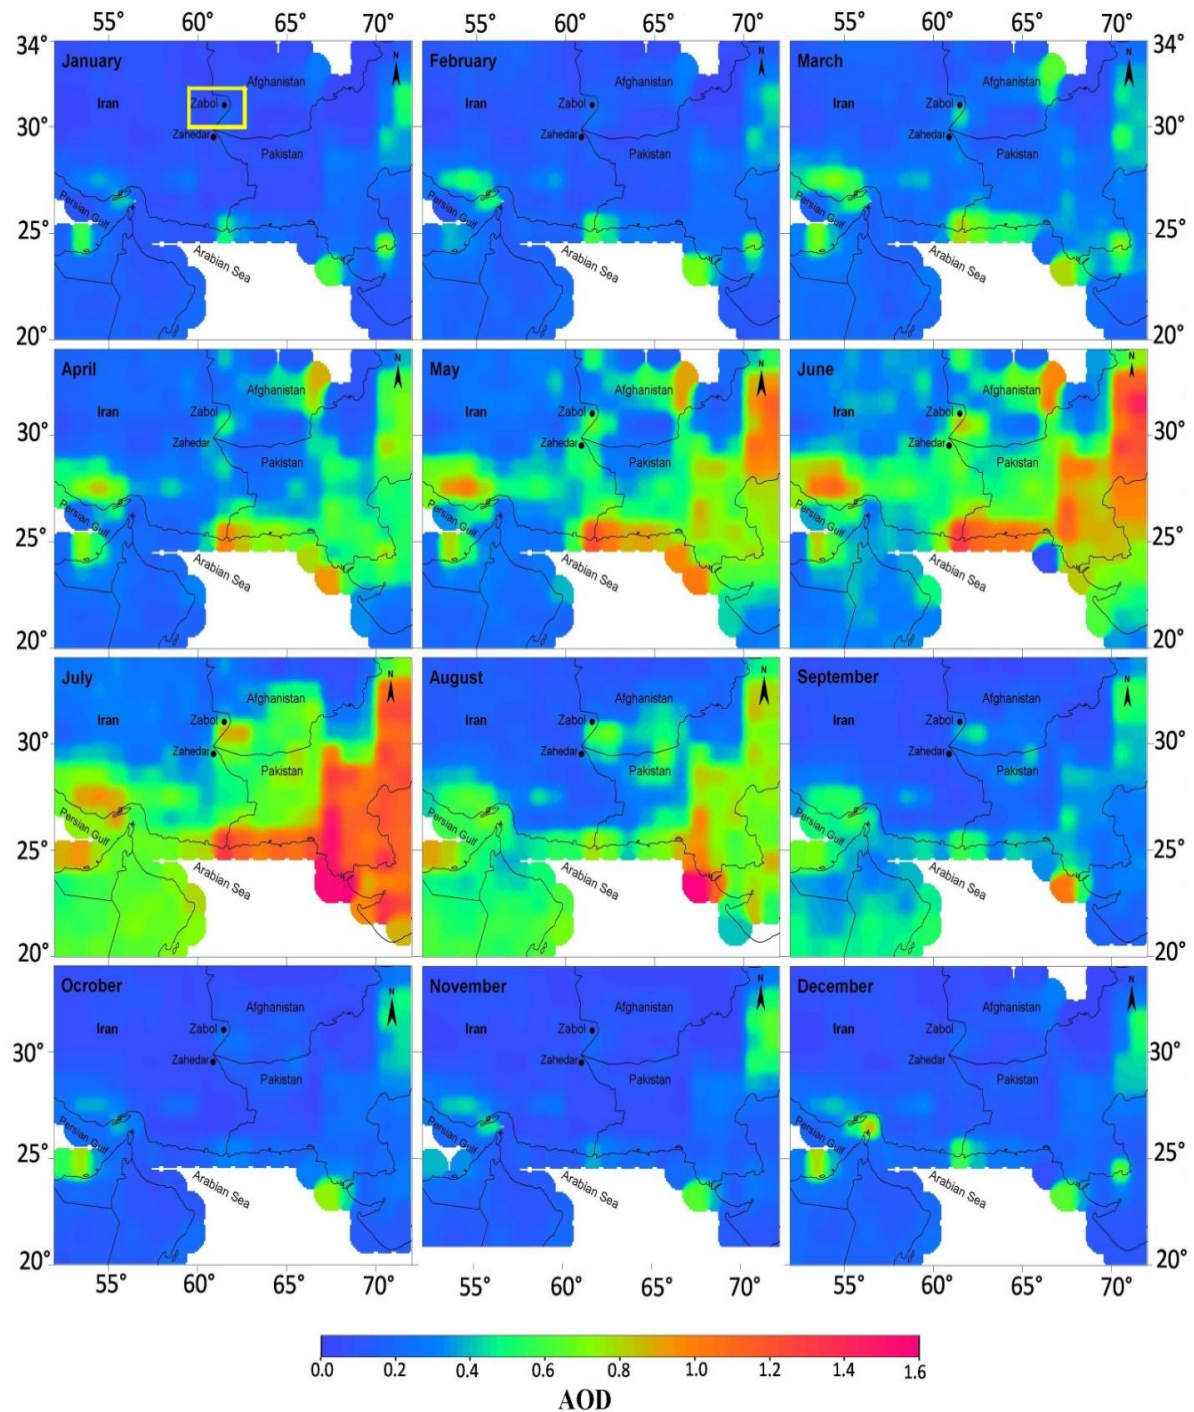 55° 60° 65° 70° 55° 60° 65° 70° 55° 60° 65° 70°
34° January N Afghanistan Iran Zabol Zahedar Pakistan Persian Gulf Arabian Sea 30° 25° 20°
February N Afghanistan Iran Zabol Zahedar Pakistan Persian Gulf Arabian Sea
March N Afghanistan Iran Zabol Zahedar Pakistan Persian Gulf Arabian Sea 34° 30° 25° 20°
April N Afghanistan Iran Zabol Zahedar Pakistan Persian Gulf Arabian Sea 30° 25° 20°
May N Afghanistan Iran Zabol Zahedar Pakistan Persian Gulf Arabian Sea
June N Afghanistan Iran Zabol Zahedar Pakistan Persian Gulf Arabian Sea 30° 25° 20°
July N Afghanistan Iran Zabol Zahedar Pakistan Persian Gulf Arabian Sea 30° 25° 20°
August N Afghanistan Iran Zabol Zahedar Pakistan Persian Gulf Arabian Sea
September N Afghanistan Iran Zabol Zahedar Pakistan Persian Gulf Arabian Sea 30° 25° 20°
Ocrober N Afghanistan Iran Zabol Zahedar Pakistan Persian Gulf Arabian Sea 30° 25° 20°
November N Afghanistan Iran Zabol Zahedar Pakistan Persian Gulf Arabian Sea
December N Afghanistan Iran Zabol Zahedar Pakistan Persian Gulf Arabian Sea 30° 25° 20°
55° 60° 65° 70° 55° 60° 65° 70° 55° 60° 65° 70°
0.0 0.2 0.4 0.6 0.8 1.0 1.2 1.4 1.6
AOD